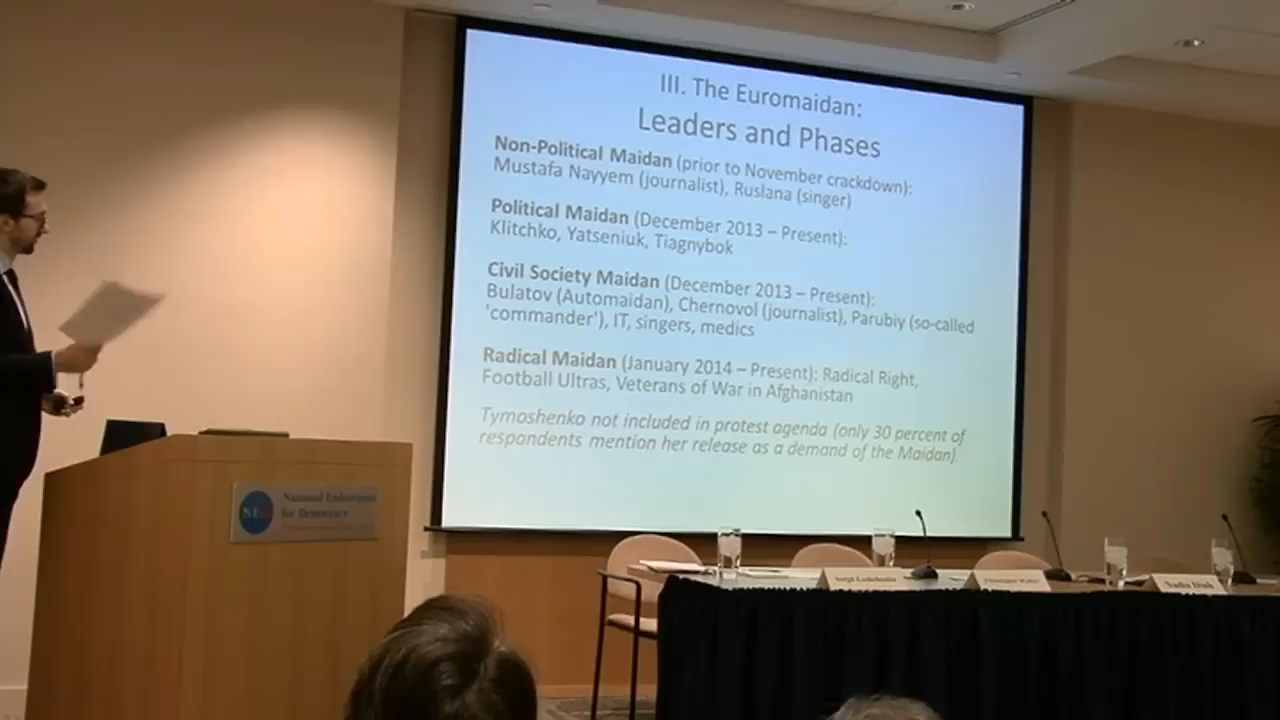 III. The Euromaidan:
Leaders and Phases
Non-Political Maidan (prior to November crackdown):
Mustafa Nayyem (journalist), Ruslana (singer)
Political Maidan (December 2013 – Present):
Klitchko, Yatseniuk, Tiagnybok
Civil Society Maidan (December 2013 – Present):
Bulatov (Automaidan), Chernovol (journalist), Parubiy (so-called
'commander'), IT, singers, medics
Radical Maidan (January 2014 – Present): Radical Right,
Football Ultras, Veterans of War in Afghanistan
Tymoshenko not included in protest agenda (only 30 percent of
respondents mention her release as a demand of the Maidan).
NED
National Endowment
for Democracy
Nadia Diuk